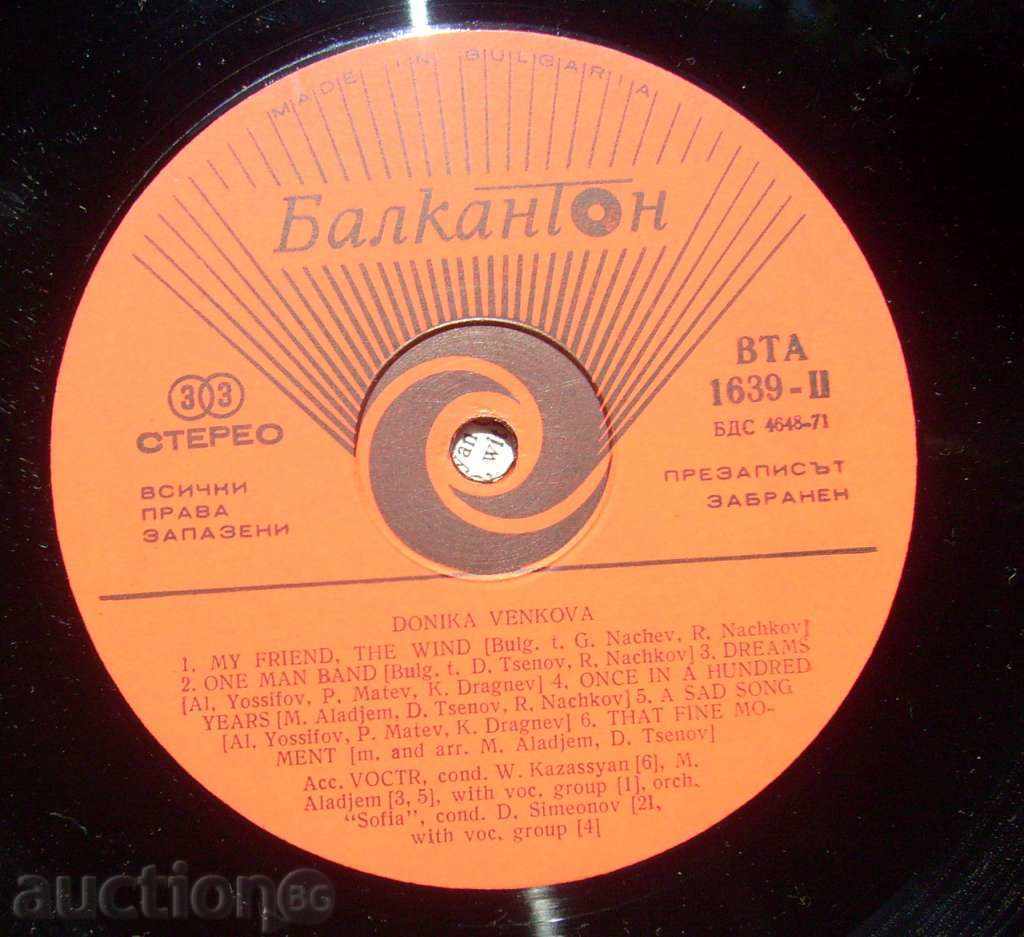 MADE IN BULGARIA
Балкантон
33
СТЕРЕО
ВТА
1639-II
БДС 4648-71
ВСИЧКИ
ПРАВА
ЗАПАЗЕНИ
ПРЕЗАПИСЪТ
ЗАБРАНЕН
DONIKA VENKOVA
1. MY FRIEND, THE WIND [Bulg. t. G. Nachev, R. Nachkov]
2. ONE MAN BAND [Bulg. t. D. Tsenov, R. Nachkov] 3. DREAMS
[Al. Yossifov, P. Matev, K. Dragnev] 4. ONCE IN A HUNDRED
YEARS [M. Aladjem, D. Tsenov, R. Nachkov] 5. A SAD SONG
[Al. Yossifov, P. Matev, K. Dragnev] 6. THAT FINE MO-
MENT [m. and arr. M. Aladjem, D. Tsenov]
Acc. VOCTR, cond. W. Kazassyan [6], M.
Aladjem [3, 5], with voc. group [1], orch.
“Sofia”, cond. D. Simeonov [21,
with voc. group [4[
auction BG